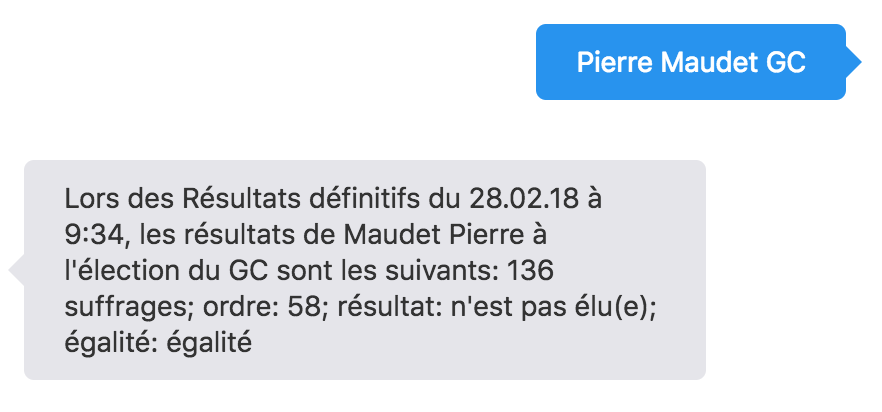 Pierre Maudet GC
Lors des Résultats définitifs du 28.02.18 à
9:34, les résultats de Maudet Pierre à
l'élection du GC sont les suivants: 136
suffrages; ordre: 58; résultat: n'est pas élu(e);
égalité: égalité